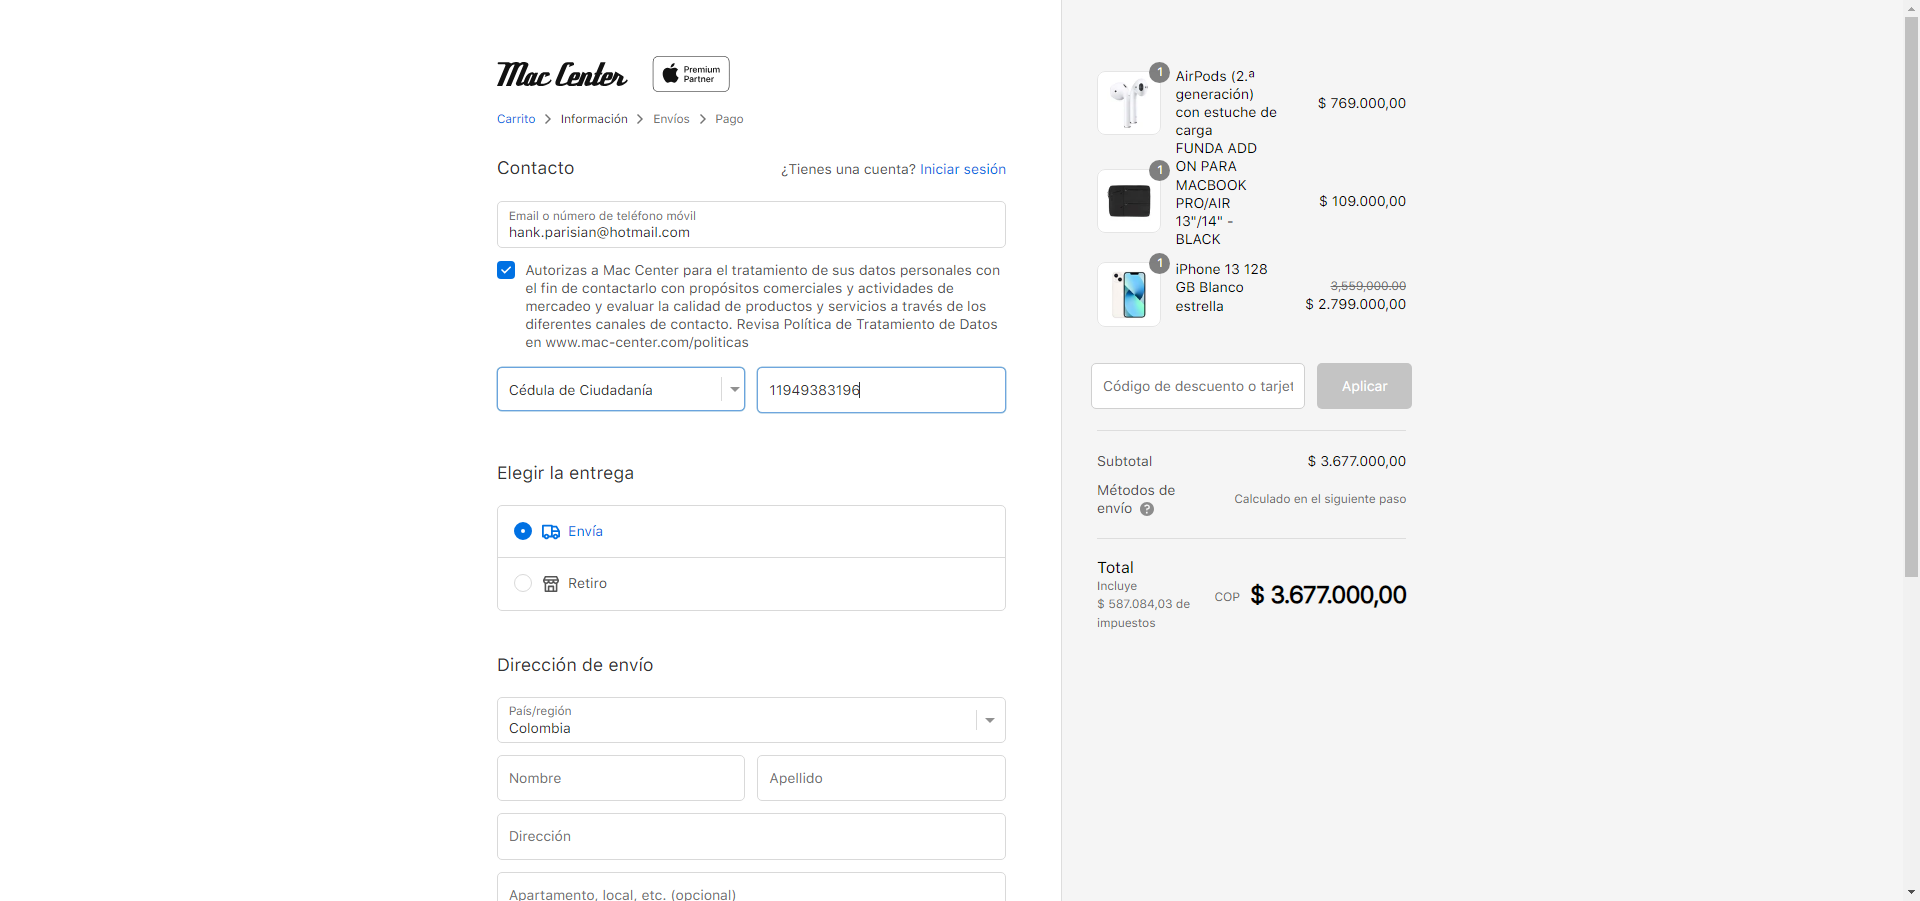 Mac Center
Premium
Partner
Carrito > Información > Envíos > Pago
Contacto
¿Tienes una cuenta? Iniciar sesión
Email o número de teléfono móvil
hank.parisian@hotmail.com
Autorizas a Mac Center para el tratamiento de sus datos personales con
el fin de contactarlo con propósitos comerciales y actividades de
mercadeo y evaluar la calidad de productos y servicios a través de los
diferentes canales de contacto. Revisa Política de Tratamiento de Datos
en www.mac-center.com/politicas
Cédula de Ciudadanía
11949383196
Elegir la entrega
Envía
Retiro
Dirección de envío
País/región
Colombia
Nombre
Apellido
Dirección
Apartamento, local, etc. (opcional)
1
AirPods (2.ª
generación)
con estuche de
carga
$ 769.000,00
1
FUNDA ADD
ON PARA
MACBOOK
PRO/AIR
13"/14" -
BLACK
$ 109.000,00
1
iPhone 13 128
GB Blanco
estrella
3,559,000.00
$ 2.799.000,00
Código de descuento o tarjet
Aplicar
Subtotal
$ 3.677.000,00
Métodos de
envío ?
Calculado en el siguiente paso
Total
Incluye
$ 587.084,03 de
impuestos
COP $ 3.677.000,00